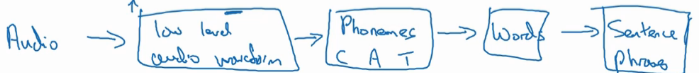 Audio
low level
audio waveform
Phonemes
C A T
Words
Sentence/
Phrases